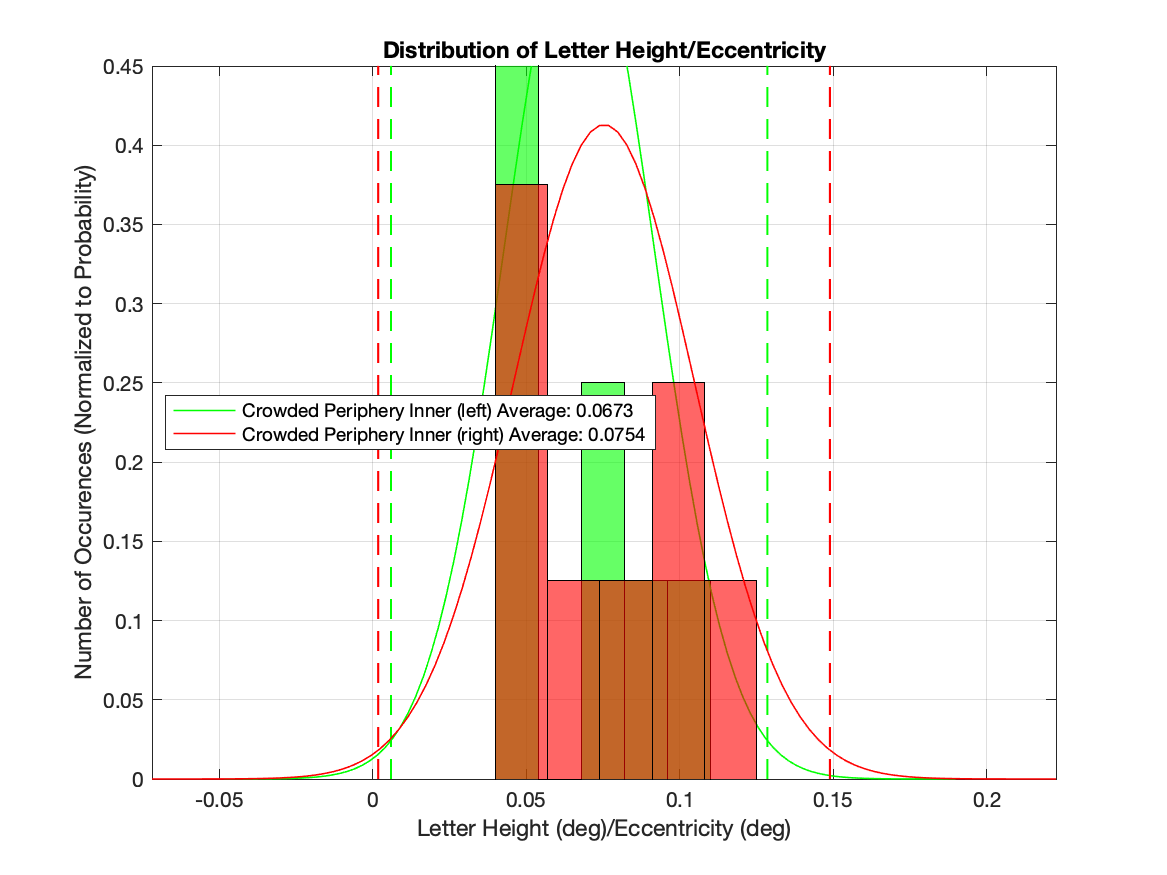 Distribution of Letter Height/Eccentricity
Number of Occurences (Normalized to Probability)
0.45
0.4
0.35
0.3
0.25
0.2
0.15
0.1
0.05
0
Crowded Periphery Inner (left) Average: 0.0673
Crowded Periphery Inner (right) Average: 0.0754
-0.05 0 0.05 0.1 0.15 0.2
Letter Height (deg)/Eccentricity (deg)